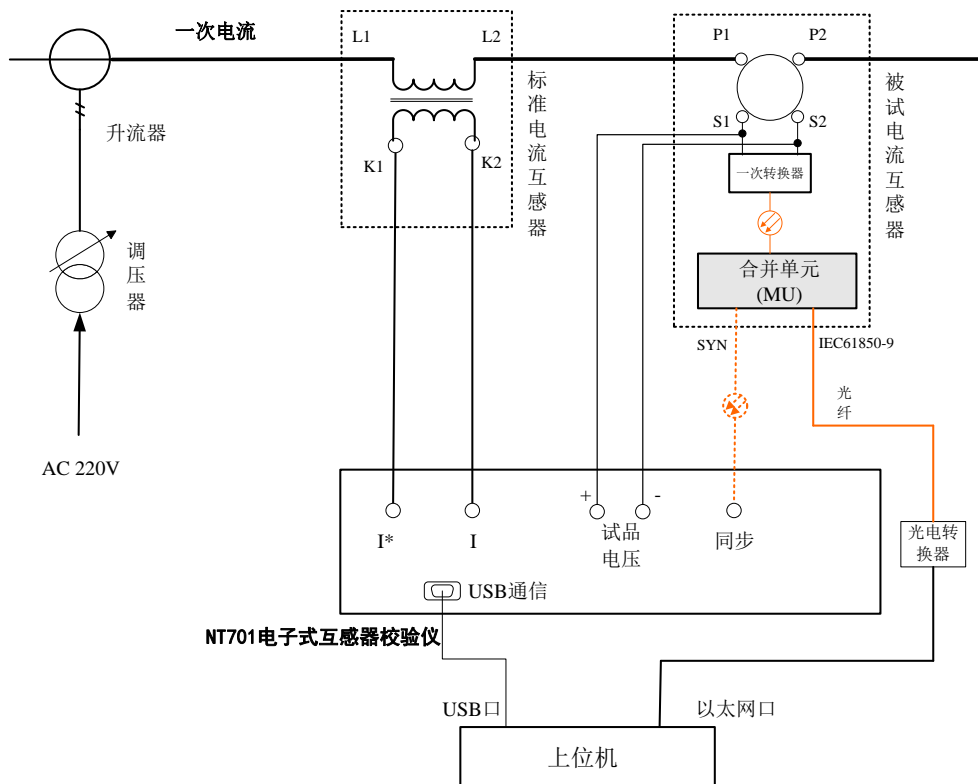 一次电流
L1
L2
P1
P2
标准电流互感器
被试电流互感器
升流器
K1
K2
S1
S2
一次转换器
调压器
合并单元
(MU)
SYN
IEC61850-9
光纤
AC 220V
+
-
I*
I
试品
电压
同步
光电转
换器
USB通信
NT701电子式互感器校验仪
USB口
以太网口
上位机